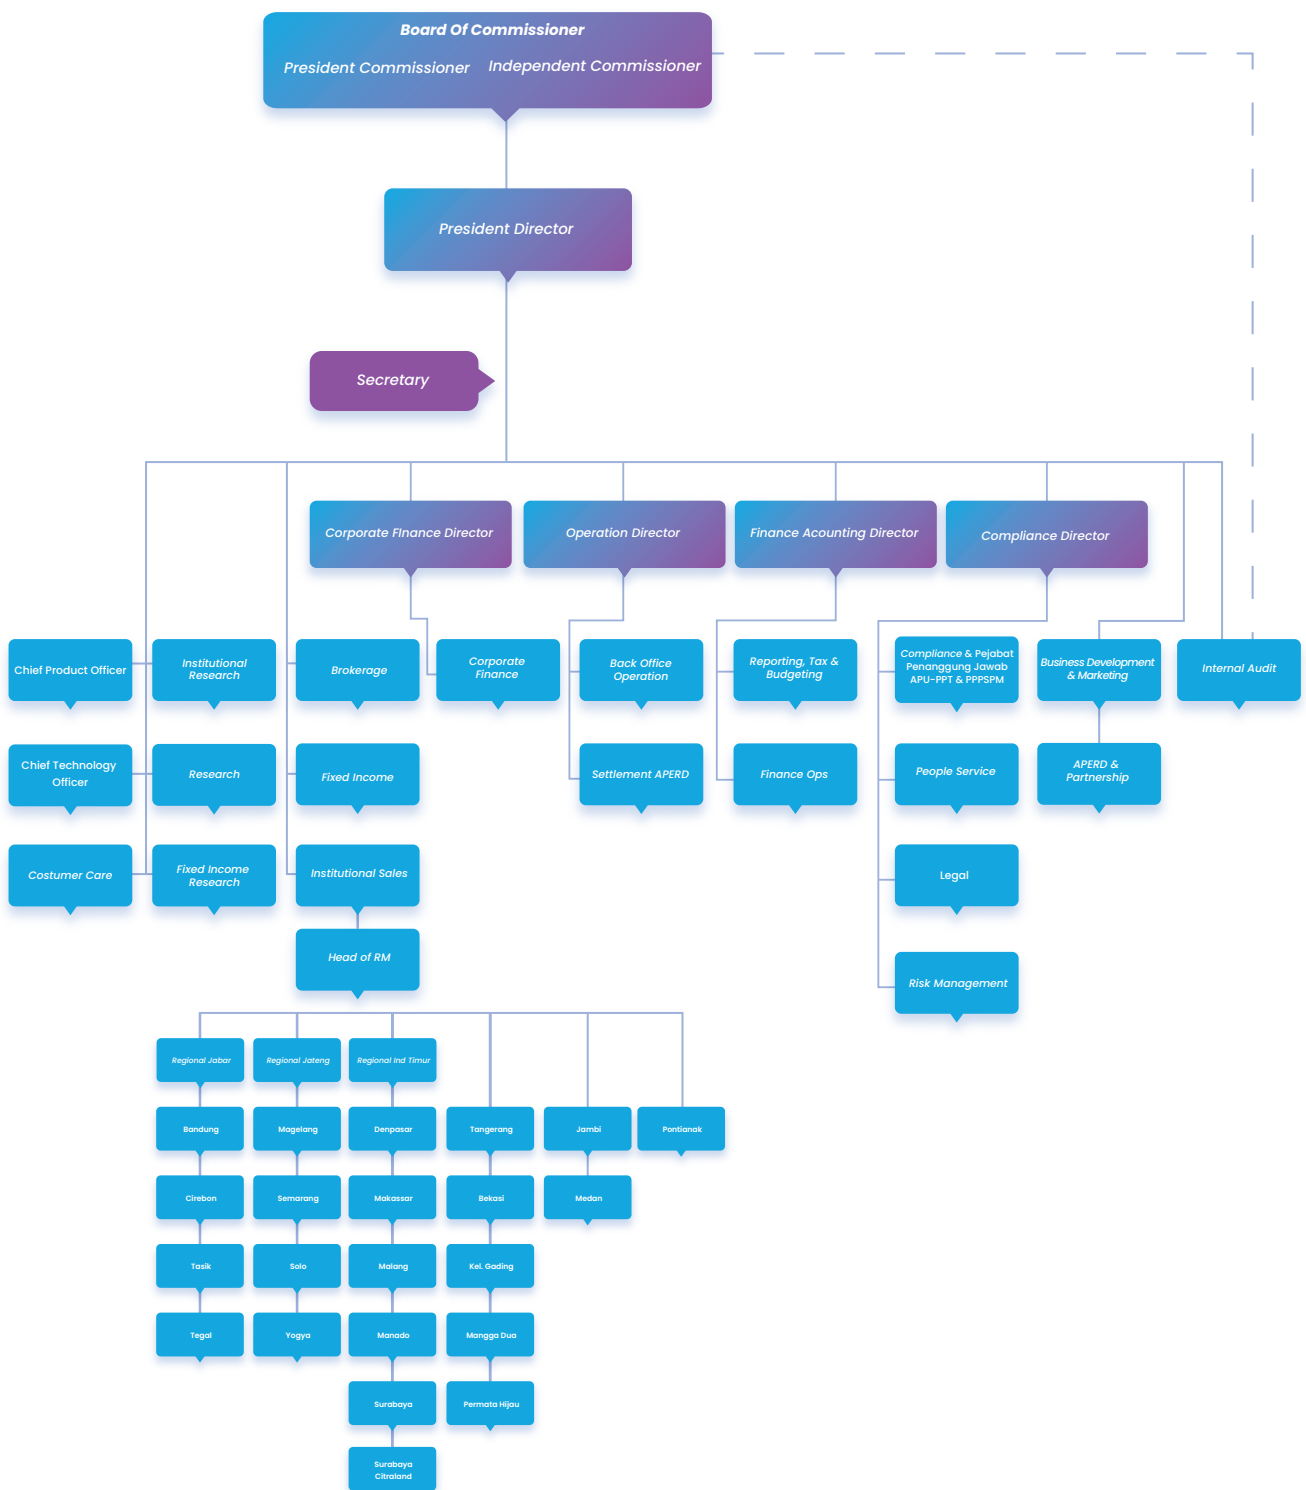 Board Of Commissioner
President Commissioner
Independent Commissioner
President Director
Secretary
Corporate FInance Director
Operation Director
Finance Acounting Director
Compliance Director
Chief Product Officer
Institutional
Research
Brokerage
Corporate
Finance
Back Office
Operation
Reporting, Tax &
Budgeting
Compliance & Pejabat
Penanggung Jawab
APU-PPT & PPPSPM
Business Development
& Marketing
Internal Audit
Chief Technology
Officer
Research
Fixed Income
Settlement APERD
Finance Ops
People Service
APERD &
Partnership
Costumer Care
Fixed Income
Research
Institutional Sales
Legal
Head of RM
Risk Management
Regional Jabar
Regional Jateng
Regional Ind Timur
Bandung
Magelang
Denpasar
Tangerang
Jambi
Pontianak
Cirebon
Semarang
Makassar
Bekasi
Medan
Tasik
Solo
Malang
Kel. Gading
Tegal
Yogya
Manado
Mangga Dua
Surabaya
Permata Hijau
Surabaya
Citraland